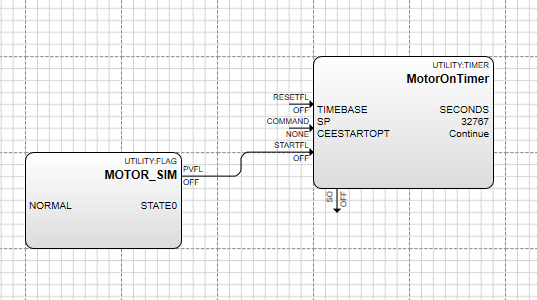 UTILITY:TIMER
MotorOnTimer
RESETFL
OFF
TIMEBASE SECONDS
COMMAND
SP 32767
NONE
CEESTARTOPT Continue
STARTFL
OFF
UTILITY:FLAG
MOTOR_SIM
PVFL
OFF
NORMAL STATE0
SO
OFF